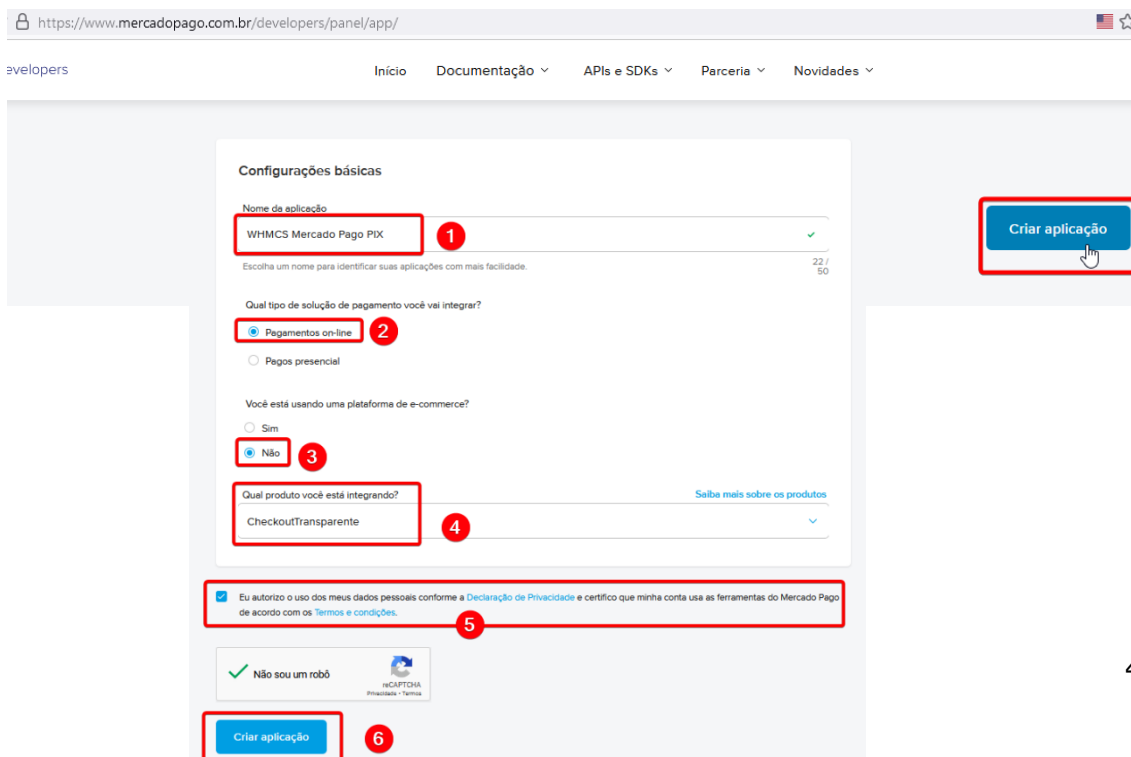 https://www.mercadopago.com.br/developers/panel/app/
evelopers
Início
Documentação
APIs e SDKs
Parceria
Novidades
Configurações básicas
Nome da aplicação
WHMCS Mercado Pago PIX
1
Escolha um nome para identificar suas aplicações com mais facilidade.
22 /
50
Criar aplicação
Qual tipo de solução de pagamento você vai integrar?
Pagamentos on-line
2
Pagos presencial
Você está usando uma plataforma de e-commerce?
Sim
Não
3
Qual produto você está integrando?
Saiba mais sobre os produtos
CheckoutTransparente
4
Eu autorizo o uso dos meus dados pessoais conforme a Declaração de Privacidade e certifico que minha conta usa as ferramentas do Mercado Pago
de acordo com os Termos e condições.
5
Não sou um robô
reCAPTCHA
Privacidade • Termos
Criar aplicação
6